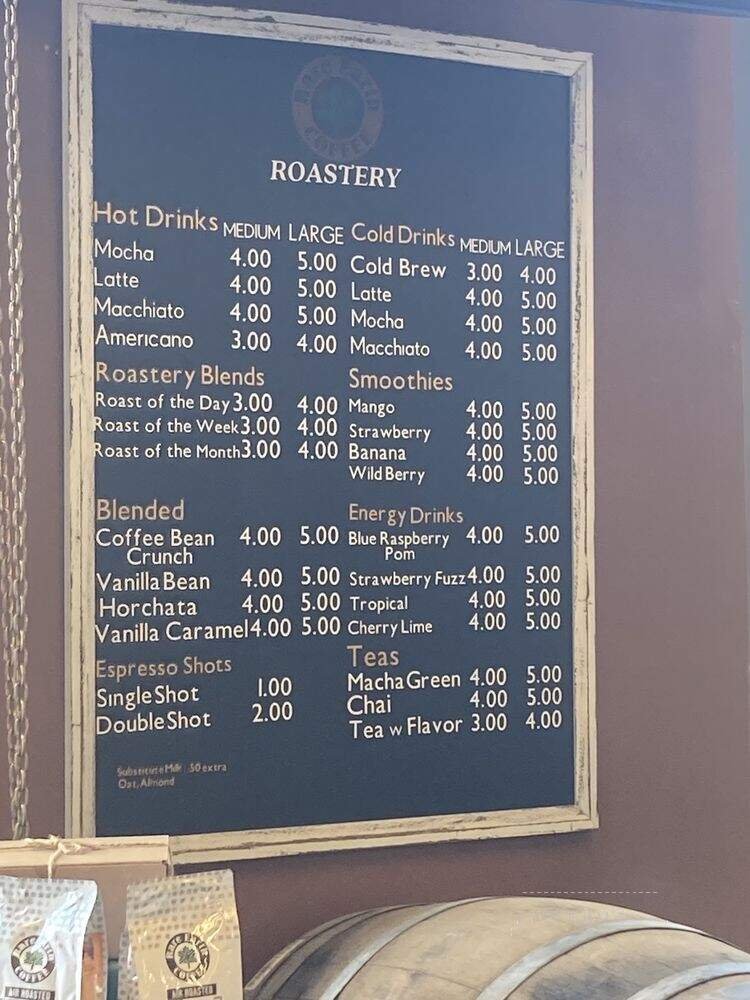 COFFEE
ROASTERY
Hot Drinks MEDIUM LARGE
Mocha 4.00 5.00
Latte 4.00 5.00
Macchiato 4.00 5.00
Americano 3.00 4.00
Roastery Blends
Roast of the Day 3.00 4.00
Roast of the Week 3.00 4.00
Roast of the Month 3.00 4.00
Blended
Coffee Bean 4.00 5.00
Crunch
Vanilla Bean 4.00 5.00
Horchata 4.00 5.00
Vanilla Caramel 4.00 5.00
Espresso Shots
Single Shot 1.00
Double Shot 2.00
Substitute Milk .50 extra
Oat, Almond
Cold Drinks MEDIUM LARGE
Cold Brew 3.00 4.00
Latte 4.00 5.00
Mocha 4.00 5.00
Macchiato 4.00 5.00
Smoothies
Mango 4.00 5.00
Strawberry 4.00 5.00
Banana 4.00 5.00
Wild Berry 4.00 5.00
Energy Drinks
Blue Raspberry 4.00 5.00
Pom
Strawberry Fuzz 4.00 5.00
Tropical 4.00 5.00
Cherry Lime 4.00 5.00
Teas
Macha Green 4.00 5.00
Chai 4.00 5.00
Tea w Flavor 3.00 4.00
COFFEE
AIR ROASTED
COFFEE
AIR ROASTED